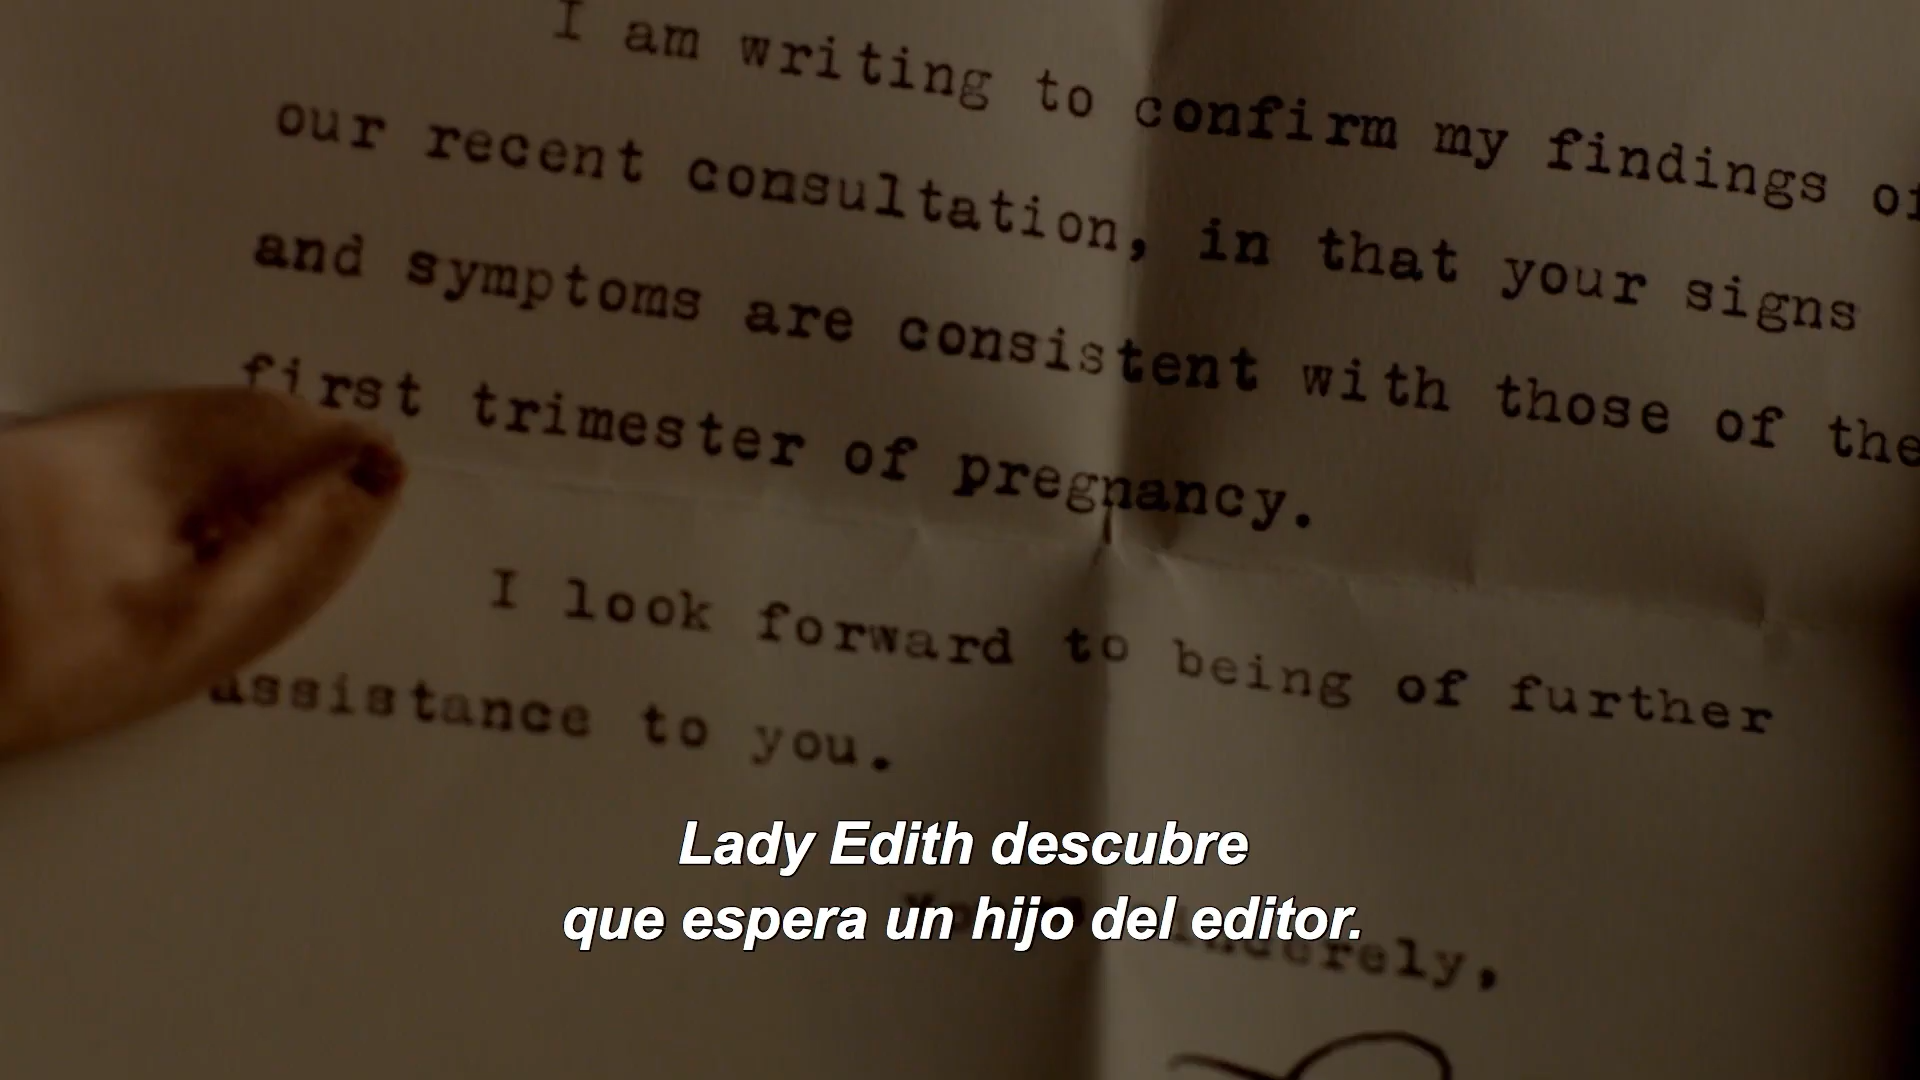 I am writing to confirm my findings of
our recent consultation, in that your signs
and symptoms are consistent with those of the
first trimester of pregnancy.
I look forward to being of further
assistance to you.
Lady Edith descubre
que espera un hijo del editor.